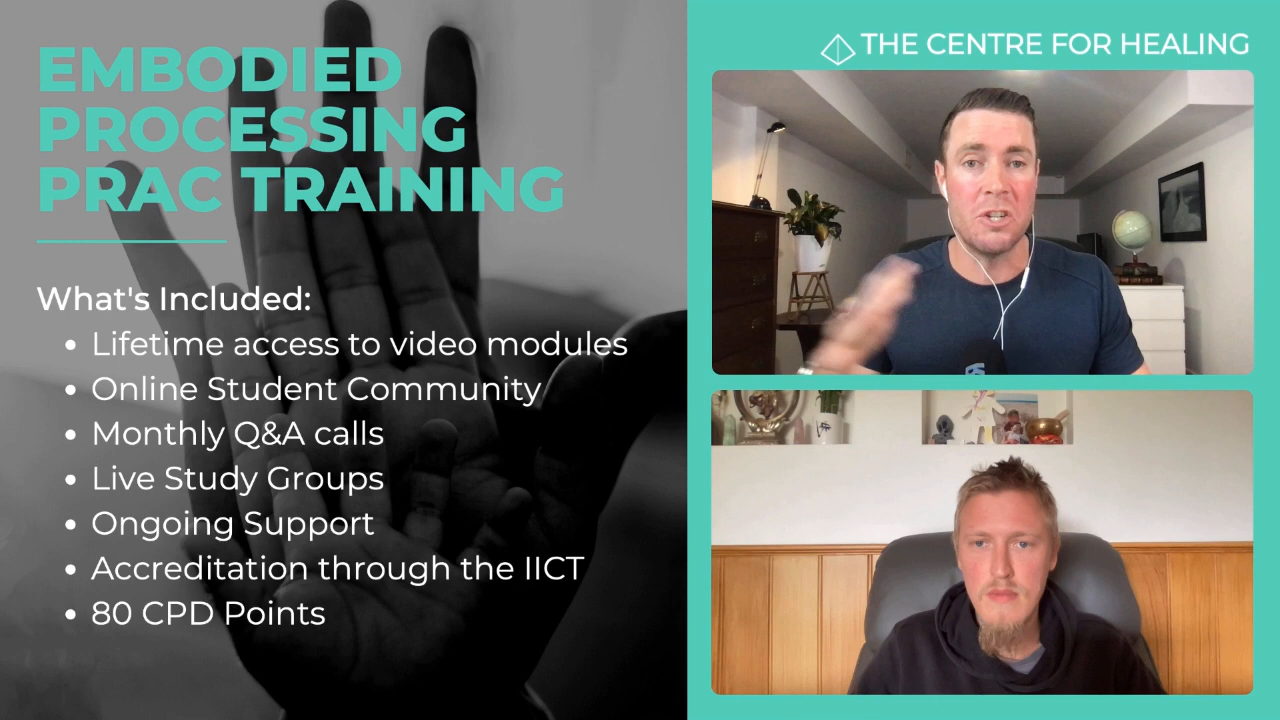 EMBODIED
PROCESSING
PRAC TRAINING
What's Included:
• Lifetime access to video modules
• Online Student Community
• Monthly Q&A calls
• Live Study Groups
• Ongoing Support
• Accreditation through the IICT
• 80 CPD Points
THE CENTRE FOR HEALING